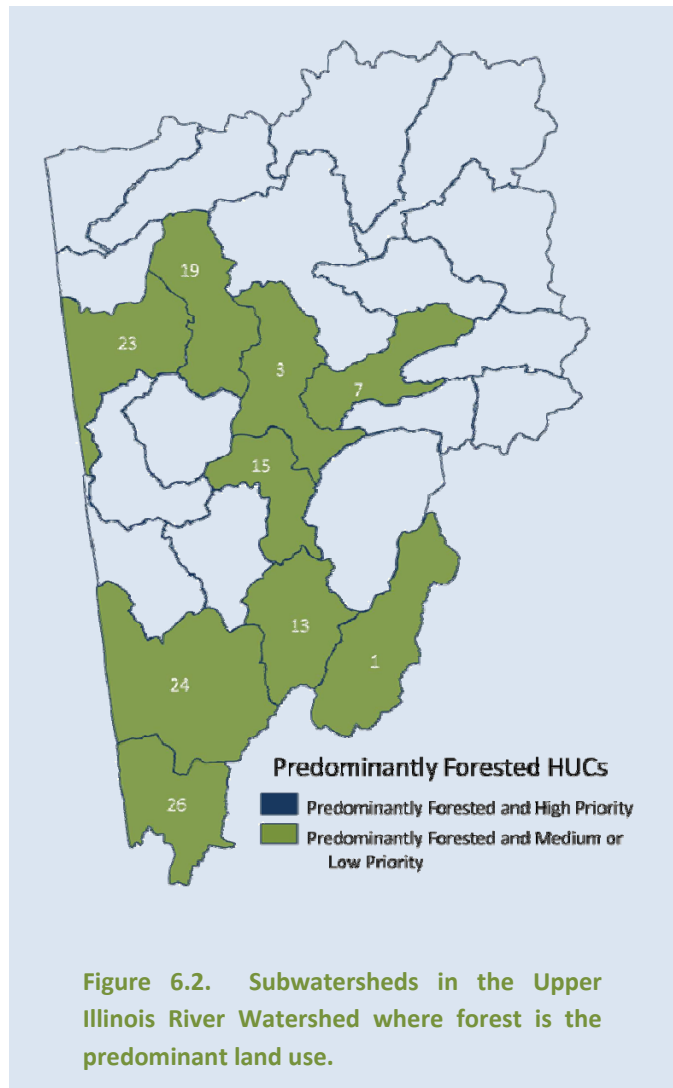 19
23
3
7
15
13
1
24
26
Predominantly Forested HUCs
Predominantly Forested and High Priority
Predominantly Forested and Medium or
Low Priority
Figure 6.2. Subwatersheds in the Upper
Illinois River Watershed where forest is the
predominant land use.